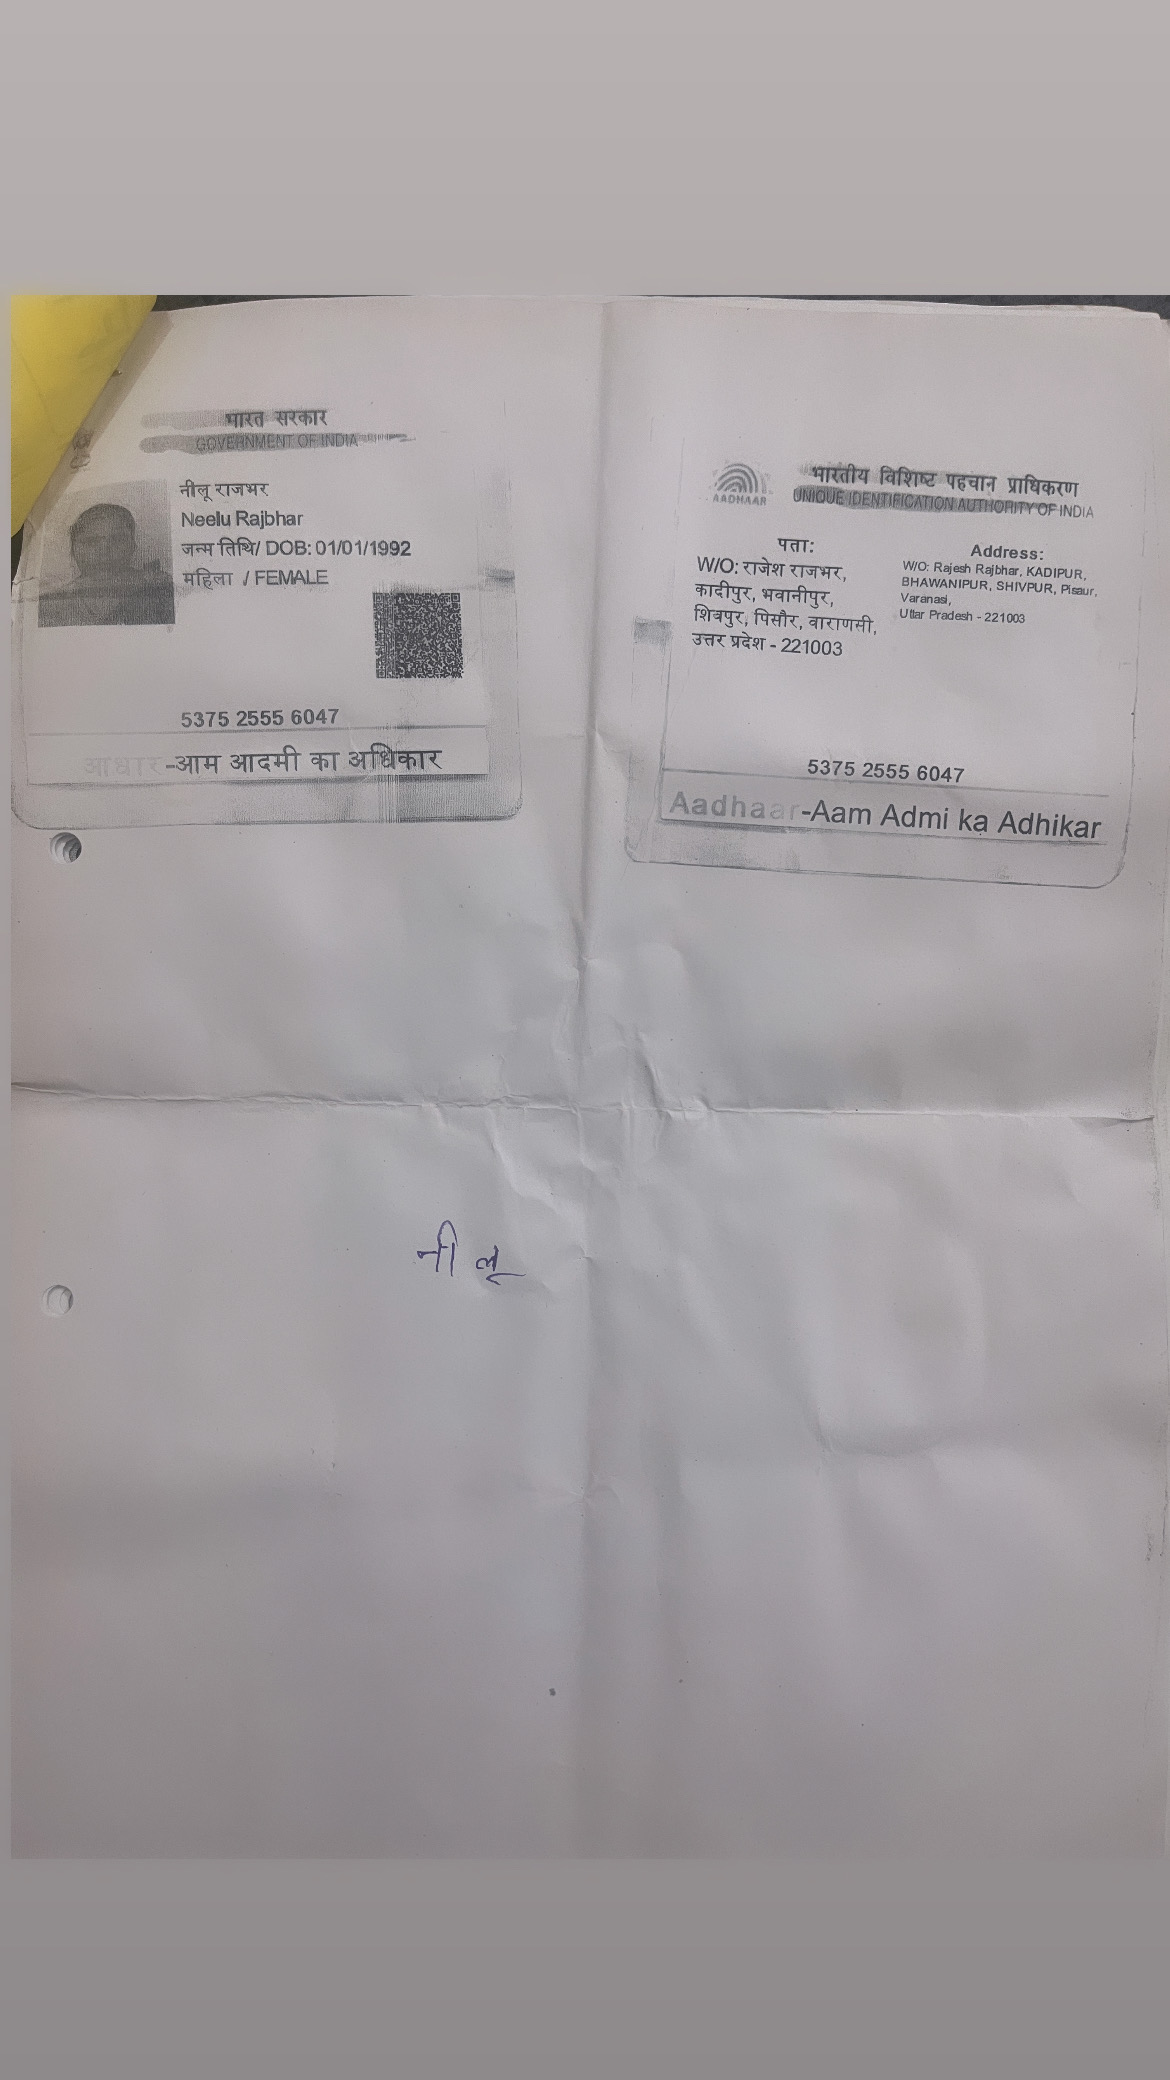 भारत सरकार
GOVERNMENT OF INDIA
नीलू राजभर
Neelu Rajbhar
जन्म तिथि/ DOB: 01/01/1992
महिला / FEMALE
5375 2555 6047
आधार-आम आदमी का अधिकार
AADHAAR
भारतीय विशिष्ट पहचान प्राधिकरण
UNIQUE IDENTIFICATION AUTHORITY OF INDIA
पता:
W/O: राजेश राजभर,
कादीपुर, भवानीपुर,
शिवपुर, पिसौर, वाराणसी,
उत्तर प्रदेश - 221003
Address:
W/O: Rajesh Rajbhar, KADIPUR,
BHAWANIPUR, SHIVPUR, Pisaur,
Varanasi,
Uttar Pradesh - 221003
5375 2555 6047
Aadhaar-Aam Admi ka Adhikar
नीलू